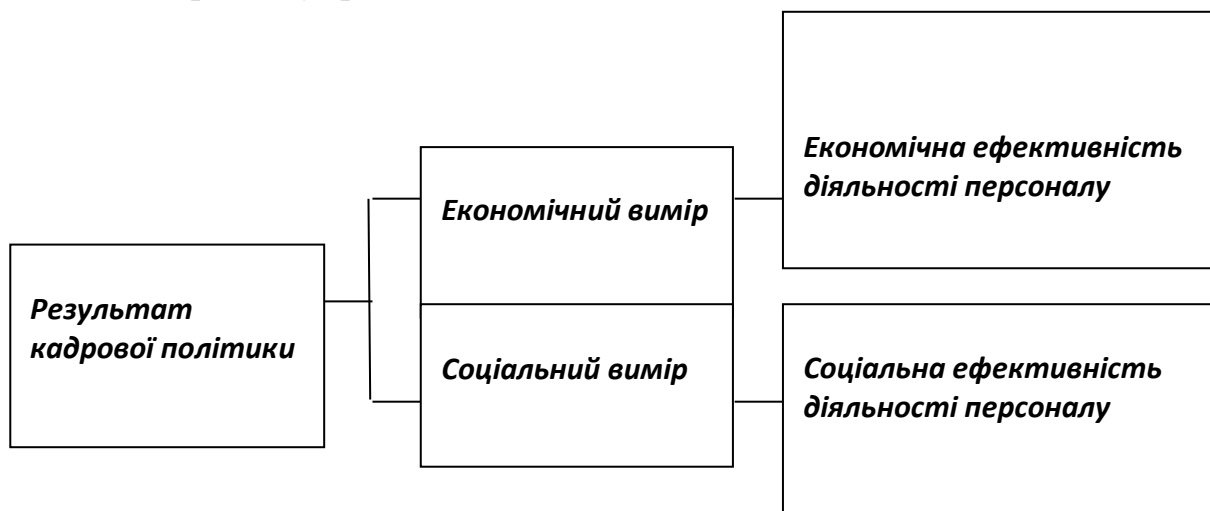 Результат
кадрової політики
Економічний вимір
Соціальний вимір
Економічна ефективність
діяльності персоналу
Соціальна ефективність
діяльності персоналу